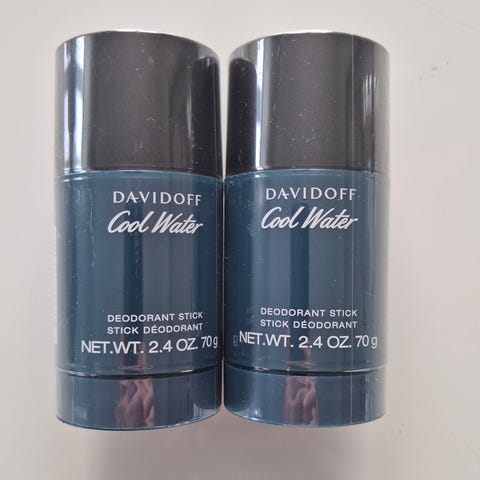 DAVIDOFF
Cool Water
DEODORANT STICK
STICK DÉODORANT
NET.WT. 2.4 OZ. 70 g
DAVIDOFF
Cool Water
DEODORANT STICK
STICK DÉODORANT
g NET.WT. 2.4 OZ. 70 g